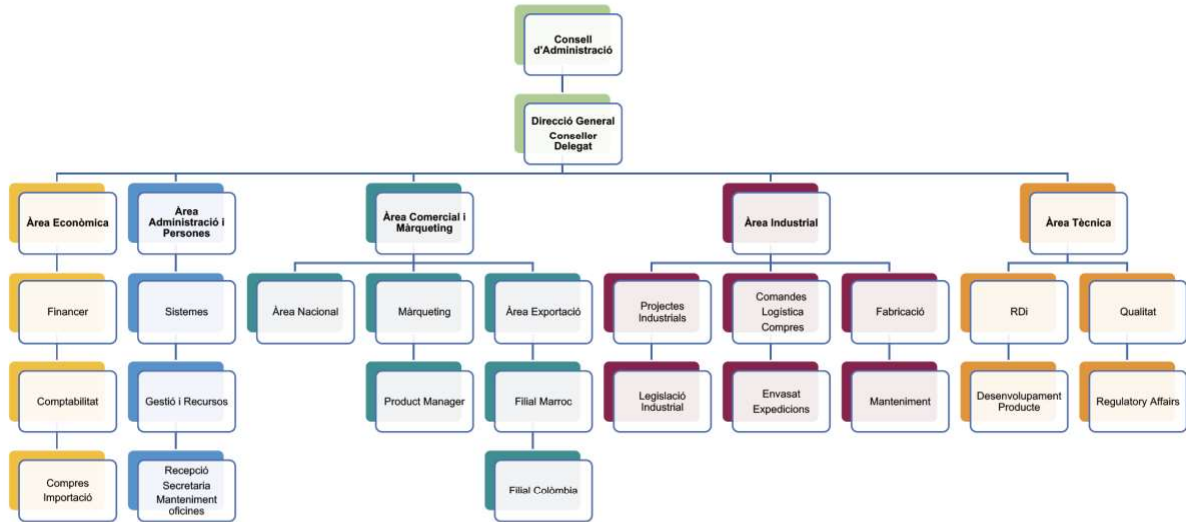 Consell
d'Administració
Direcció General
Conseller
Delegat
Àrea Econòmica
Àrea
Administració i
Persones
Àrea Comercial i
Màrqueting
Àrea Industrial
Àrea Tècnica
Financer
Sistemes
Àrea Nacional
Màrqueting
Àrea Exportació
Projectes
Industrials
Comandes
Logística
Compres
Fabricació
RDi
Qualitat
Comptabilitat
Gestió i Recursos
Product Manager
Filial Marroc
Legislació
Industrial
Envasat
Expedicions
Manteniment
Desenvolupament
Producte
Regulatory Affairs
Compres
Importació
Recepció
Secretaria
Manteniment
oficines
Filial Colòmbia